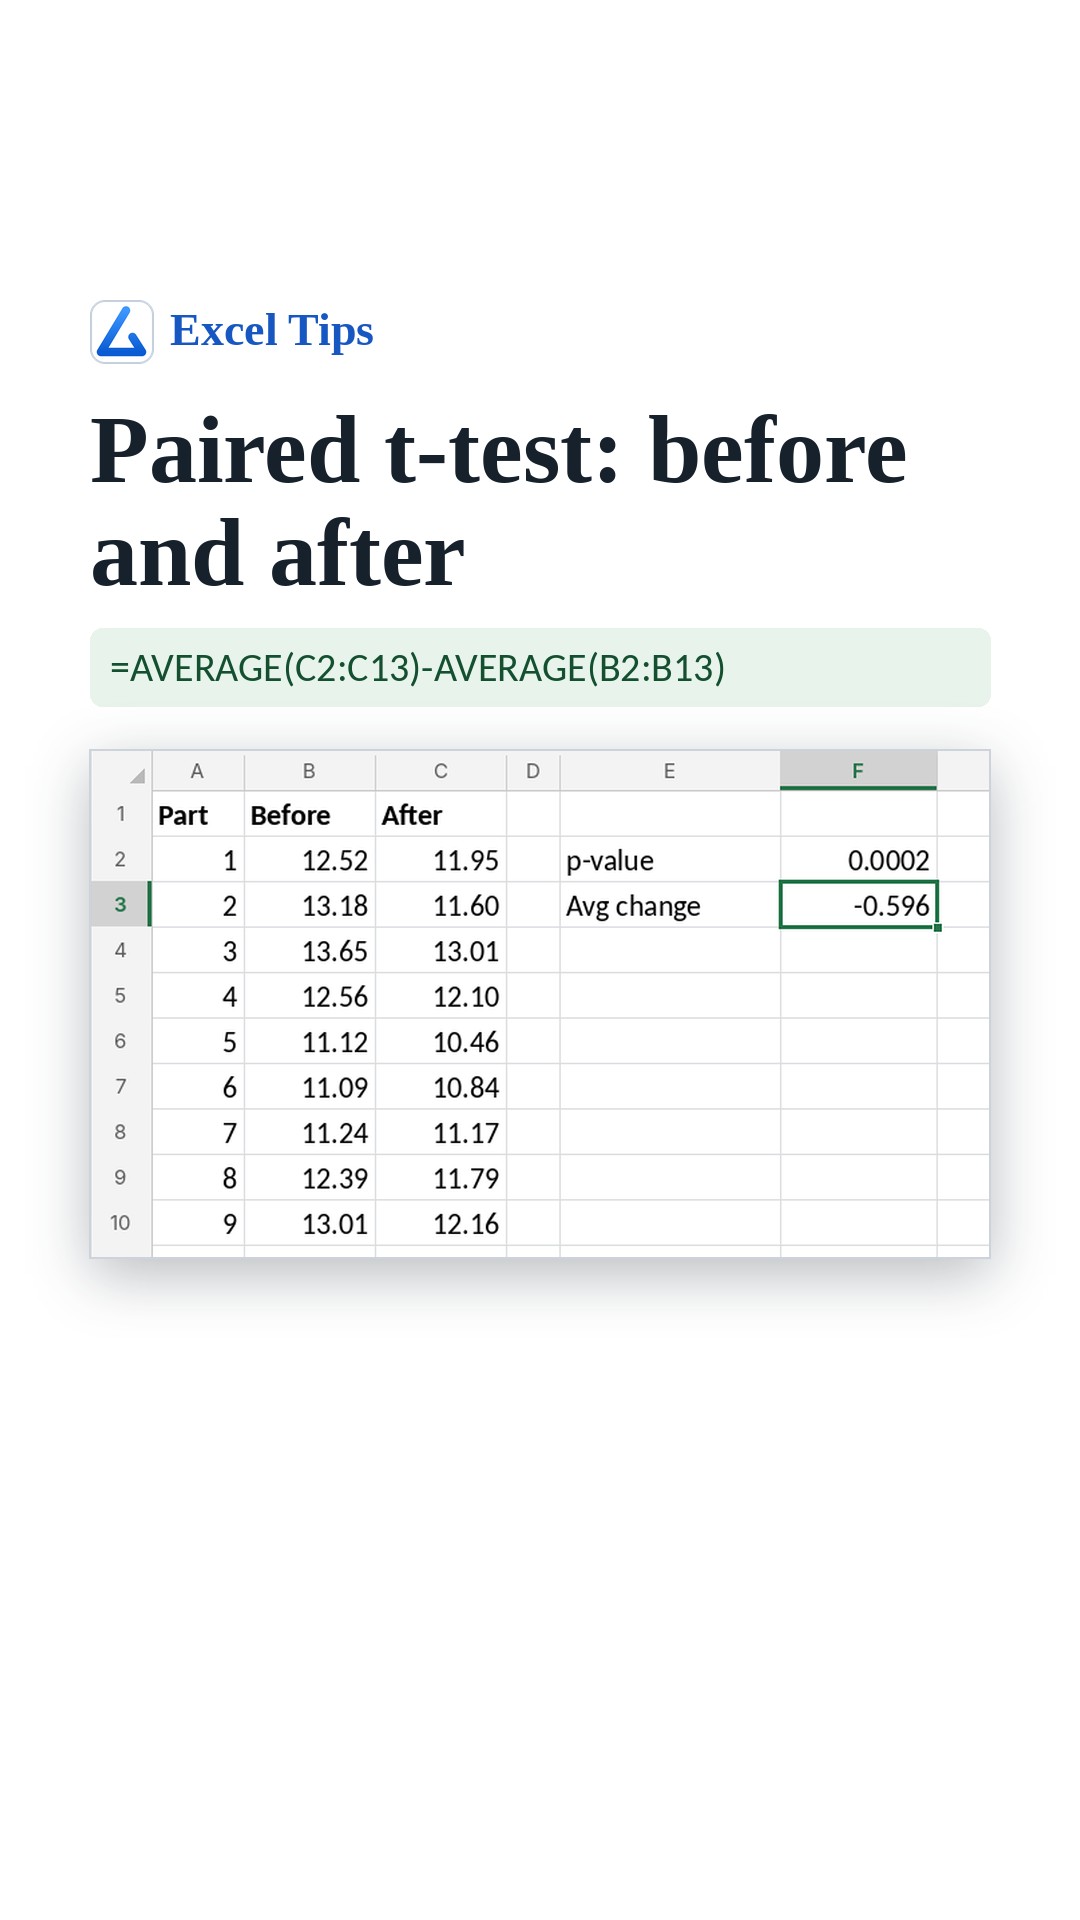 Excel Tips
Paired t-test: before
and after
=AVERAGE(C2:C13)-AVERAGE(B2:B13)
A B C D E F
1 Part Before After
2 1 12.52 11.95 p-value 0.0002
3 2 13.18 11.60 Avg change -0.596
4 3 13.65 13.01
5 4 12.56 12.10
6 5 11.12 10.46
7 6 11.09 10.84
8 7 11.24 11.17
9 8 12.39 11.79
10 9 13.01 12.16